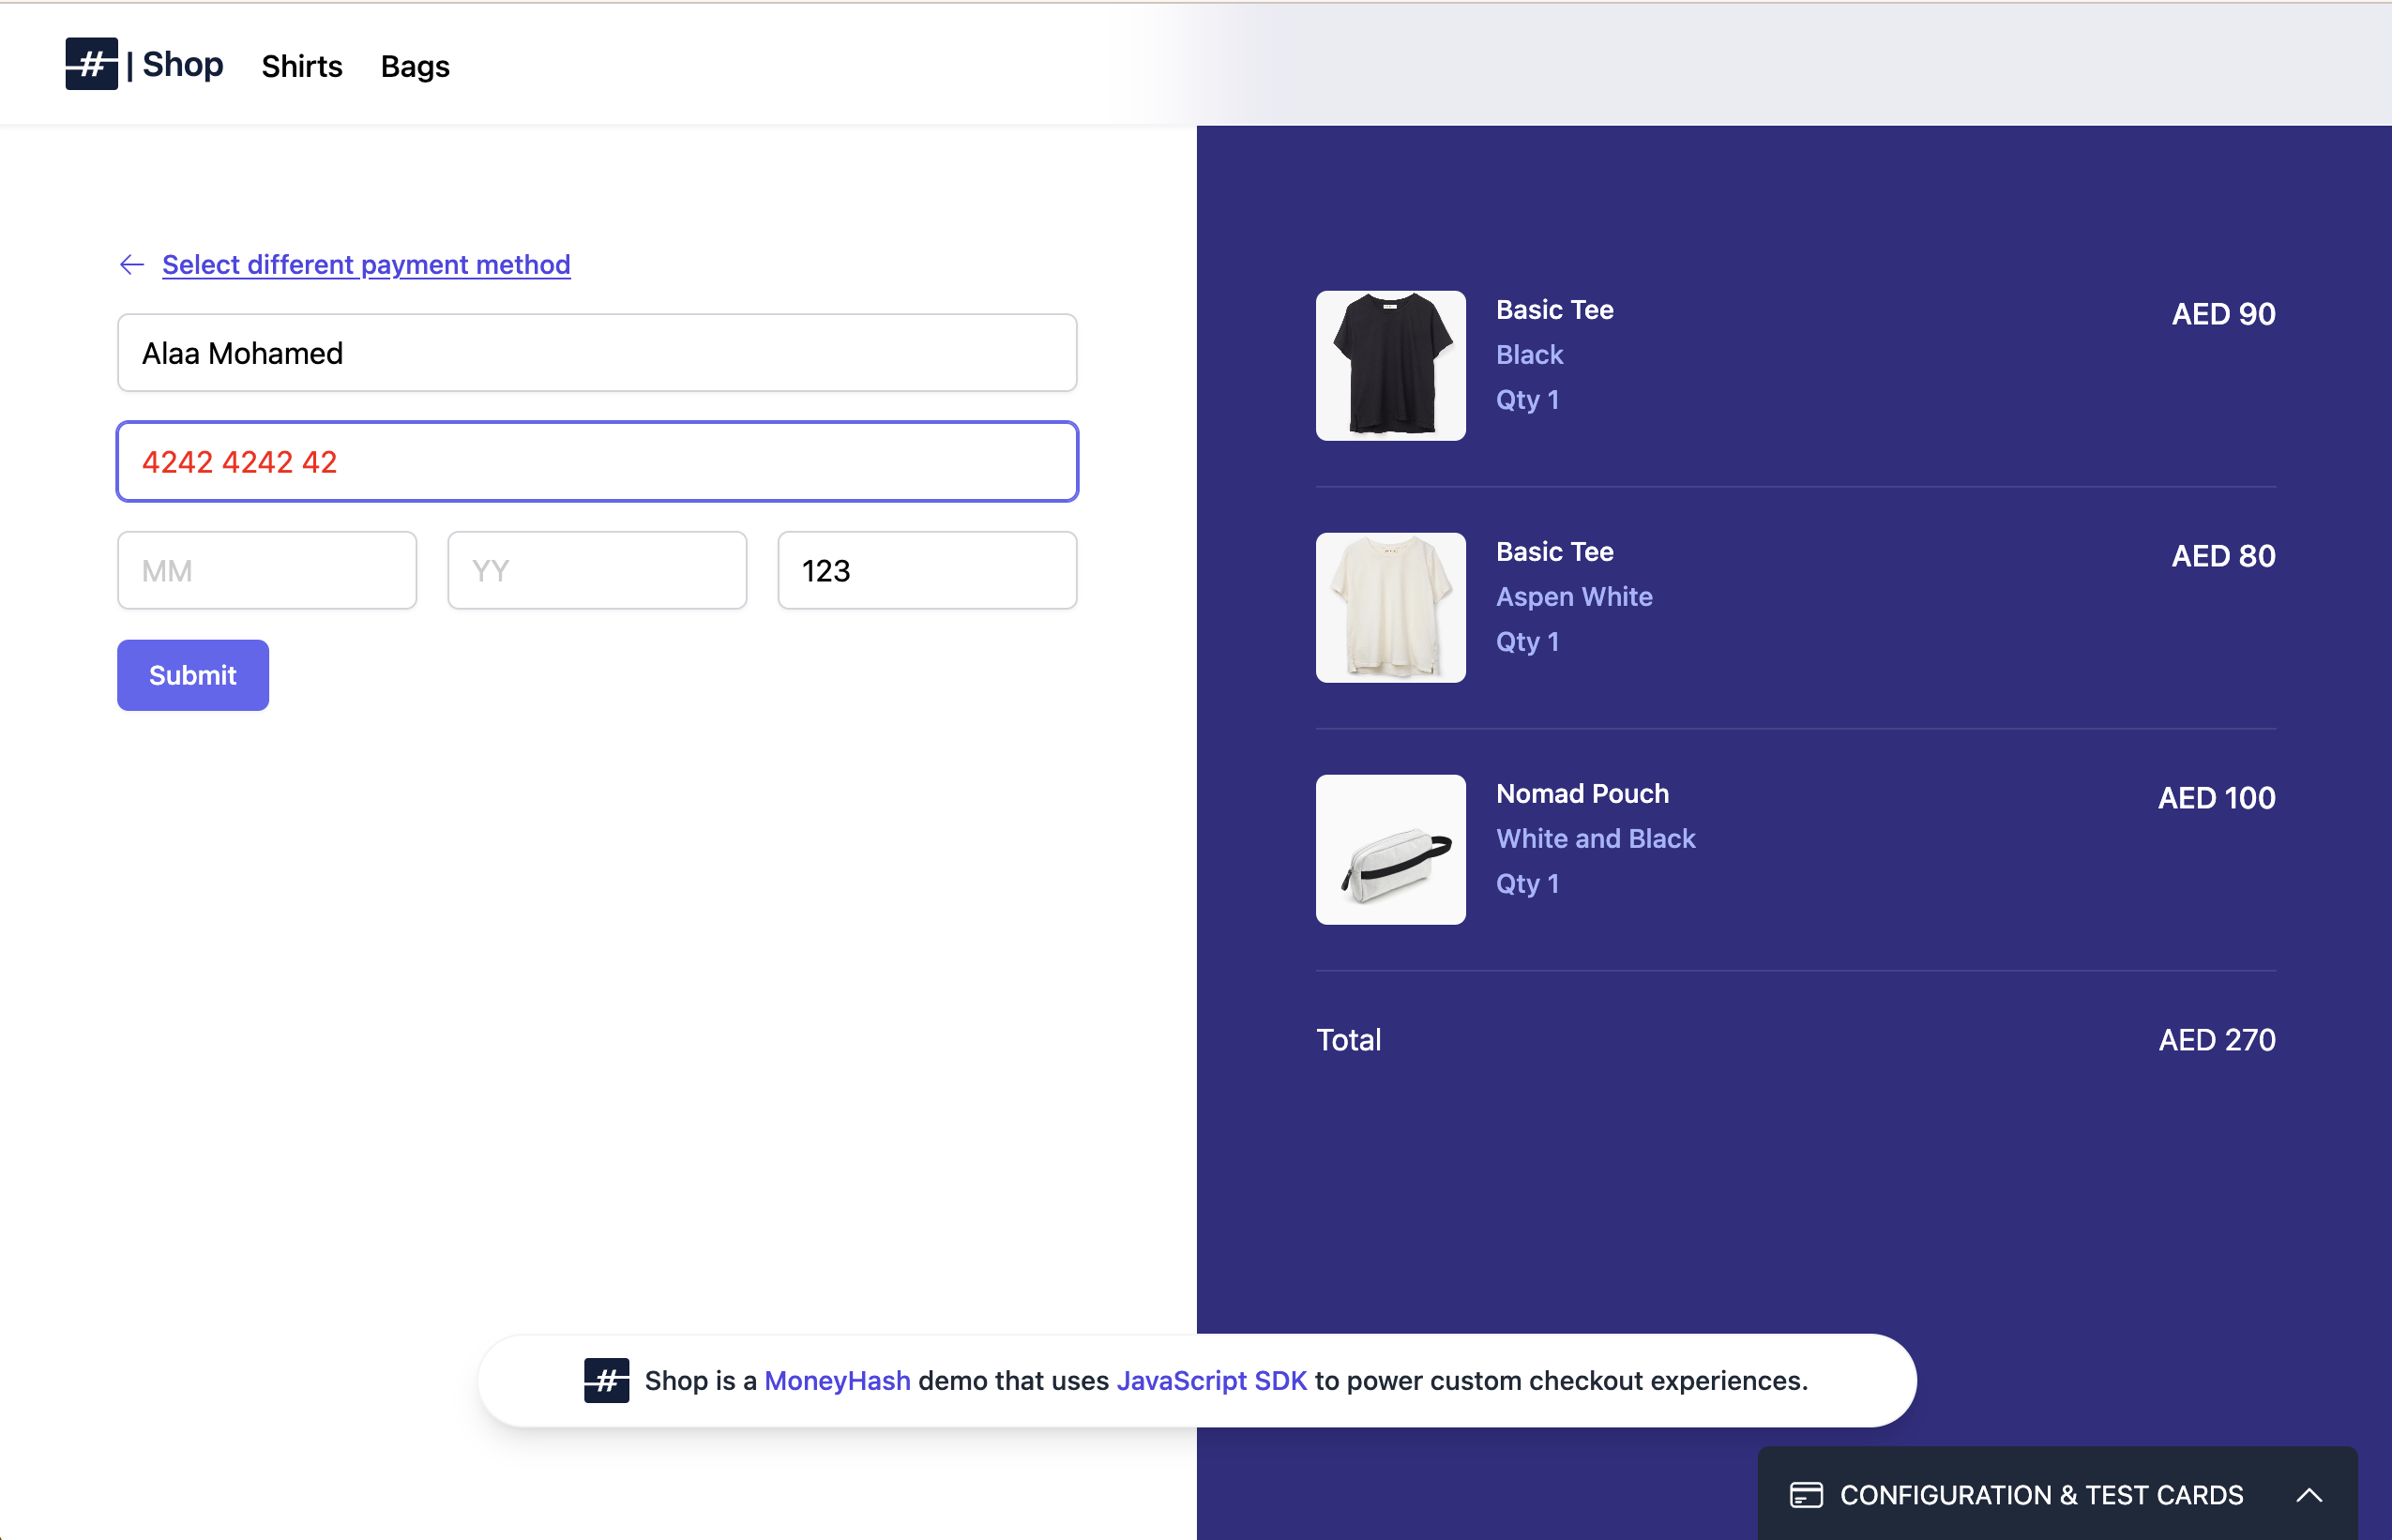 # | Shop Shirts Bags
Select different payment method
Alaa Mohamed
4242 4242 42
MM YY 123
Submit
Basic Tee AED 90
Black
Qty 1
Basic Tee AED 80
Aspen White
Qty 1
Nomad Pouch AED 100
White and Black
Qty 1
Total AED 270
# Shop is a MoneyHash demo that uses JavaScript SDK to power custom checkout experiences.
CONFIGURATION & TEST CARDS